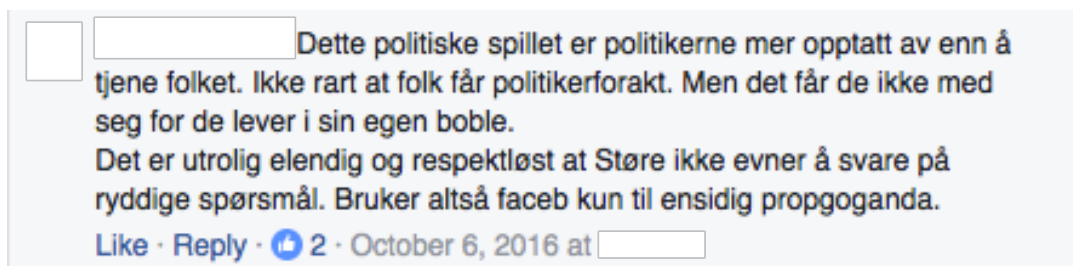 Dette politiske spillet er politikerne mer opptatt av enn å
tjene folket. Ikke rart at folk får politikerforakt. Men det får de ikke med
seg for de lever i sin egen boble.
Det er utrolig elendig og respektløst at Støre ikke evner å svare på
ryddige spørsmål. Bruker altså faceb kun til ensidig propgoganda.
Like · Reply · 2 · October 6, 2016 at